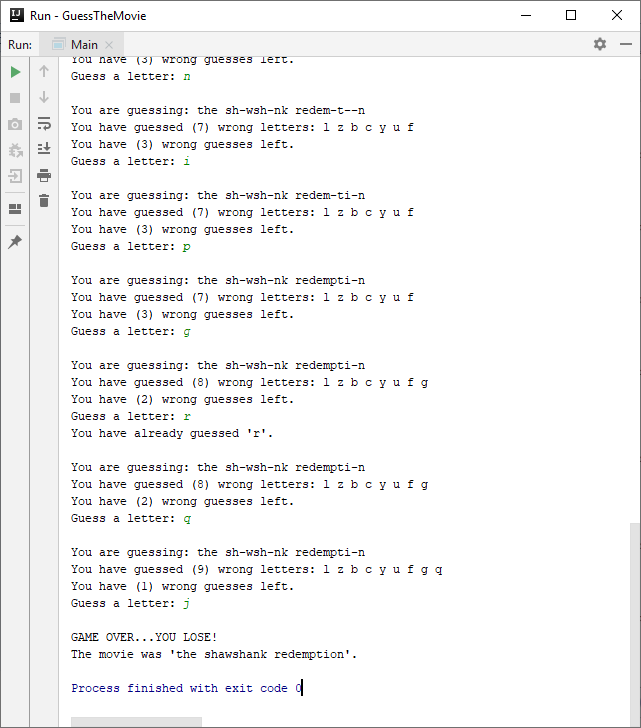 Run - GuessTheMovie
Run: Main
You have (3) wrong guesses left.
Guess a letter: n
You are guessing: the sh-wsh-nk redem-t--n
You have guessed (7) wrong letters: l z b c y u f
You have (3) wrong guesses left.
Guess a letter: i
You are guessing: the sh-wsh-nk redem-ti-n
You have guessed (7) wrong letters: l z b c y u f
You have (3) wrong guesses left.
Guess a letter: p
You are guessing: the sh-wsh-nk redempti-n
You have guessed (7) wrong letters: l z b c y u f
You have (3) wrong guesses left.
Guess a letter: g
You are guessing: the sh-wsh-nk redempti-n
You have guessed (8) wrong letters: l z b c y u f g
You have (2) wrong guesses left.
Guess a letter: r
You have already guessed 'r'.
You are guessing: the sh-wsh-nk redempti-n
You have guessed (8) wrong letters: l z b c y u f g
You have (2) wrong guesses left.
Guess a letter: q
You are guessing: the sh-wsh-nk redempti-n
You have guessed (9) wrong letters: l z b c y u f g q
You have (1) wrong guesses left.
Guess a letter: j
GAME OVER...YOU LOSE!
The movie was 'the shawshank redemption'.
Process finished with exit code 0